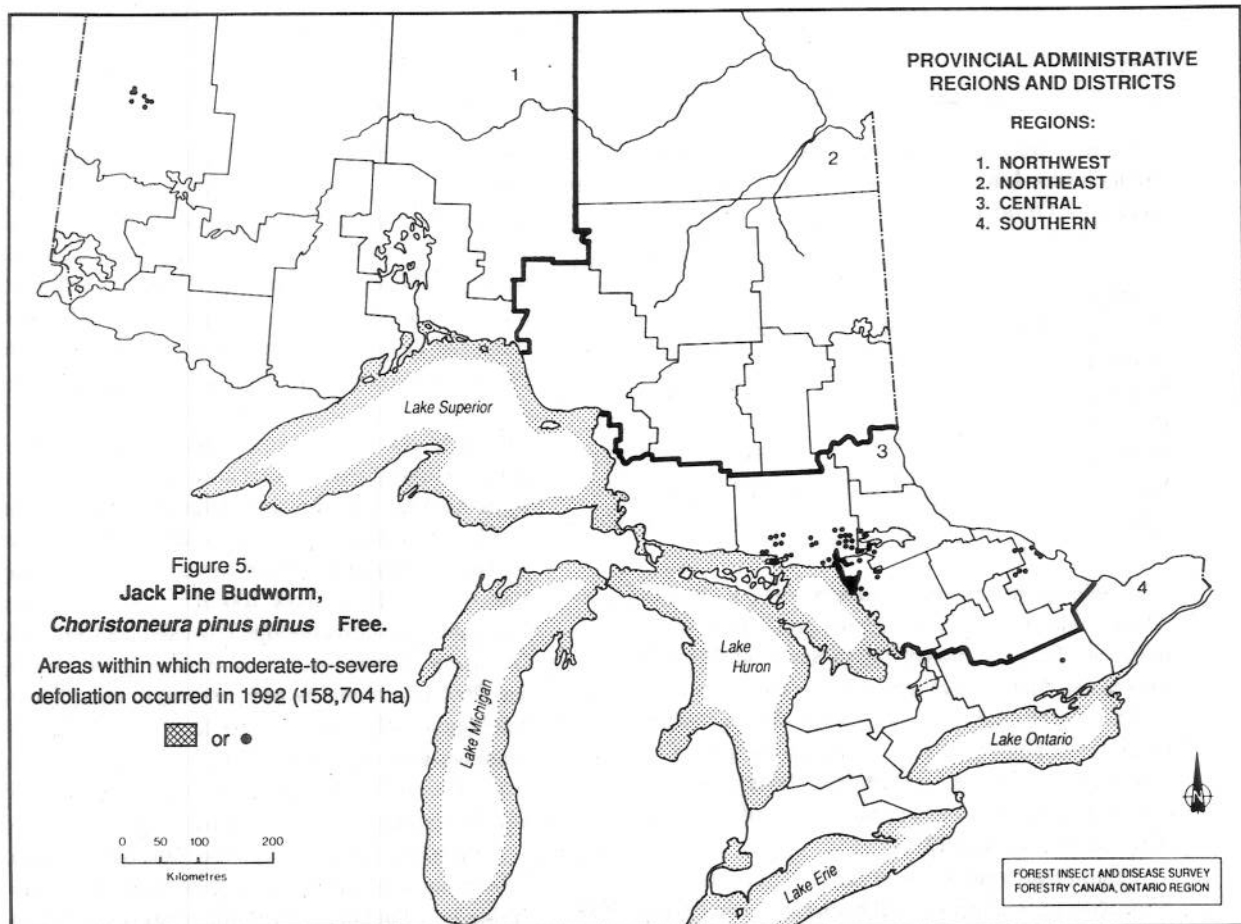 PROVINCIAL ADMINISTRATIVE
REGIONS AND DISTRICTS
REGIONS:
1. NORTHWEST
2. NORTHEAST
3. CENTRAL
4. SOUTHERN
1
2
3
4
Lake Superior
Lake Michigan
Lake
Huron
Lake Ontario
Lake Erie
Figure 5.
Jack Pine Budworm,
Choristoneura pinus pinus Free.
Areas within which moderate-to-severe
defoliation occurred in 1992 (158,704 ha)
or
0 50 100 200
Kilometres
N
FOREST INSECT AND DISEASE SURVEY
FORESTRY CANADA, ONTARIO REGION